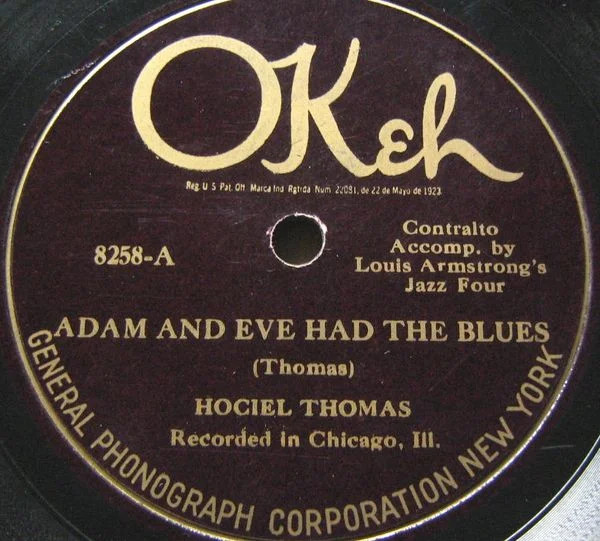 OKeh
Reg. U S Pat. Off. Marca Ind Rgtrda Num. 22081, de 22 de Mayo de 1923.
8258-A
Contralto
Accomp. by
Louis Armstrong's
Jazz Four
ADAM AND EVE HAD THE BLUES
(Thomas)
HOCIEL THOMAS
Recorded in Chicago, Ill.
GENERAL PHONOGRAPH CORPORATION NEW YORK